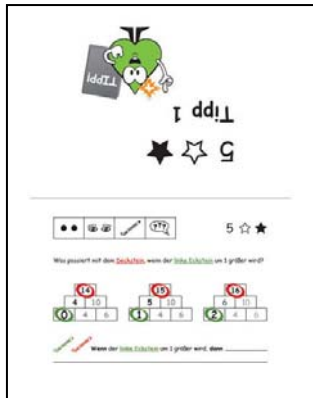 Tippi
Tipp 1
5
5
Was passiert mit dem Deckstein, wenn der linke Eckstein um 1 größer wird?
14 15 16
4 10 5 10 6 10
0 4 6 1 4 6 2 4 6
Wenn der linke Eckstein um 1 größer wird, dann